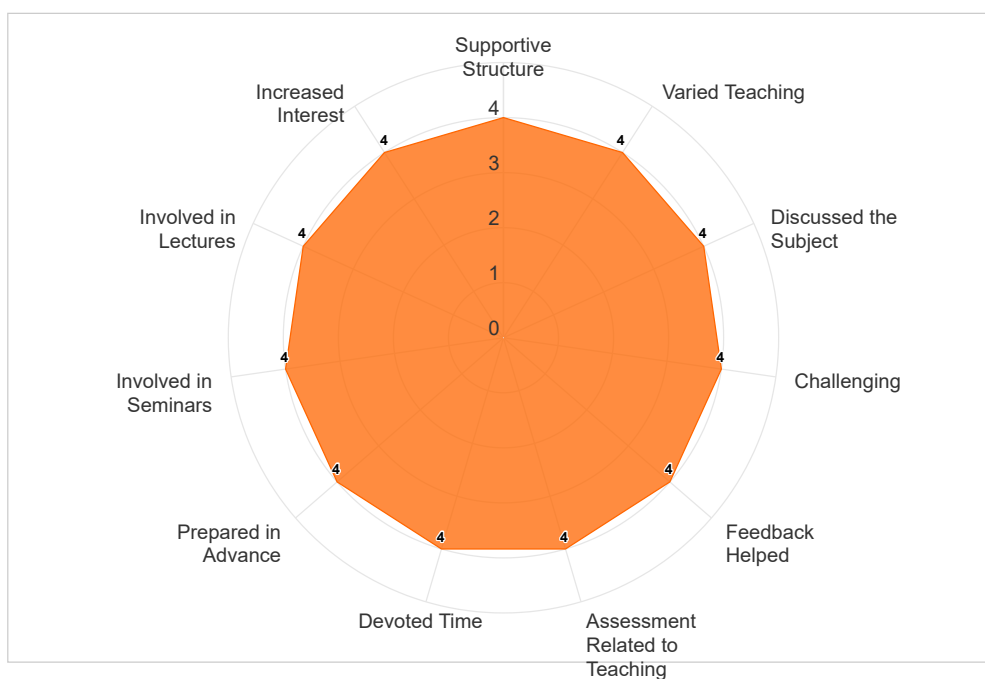 Supportive
Structure
Increased
Interest
Varied Teaching
4
4
4
3
Involved in
Lectures
4
2
4
Discussed the
Subject
1
0
Involved in
Seminars
4
4
Challenging
4
4
Prepared in
Advance
Feedback
Helped
4
4
Devoted Time
Assessment
Related to
Teaching